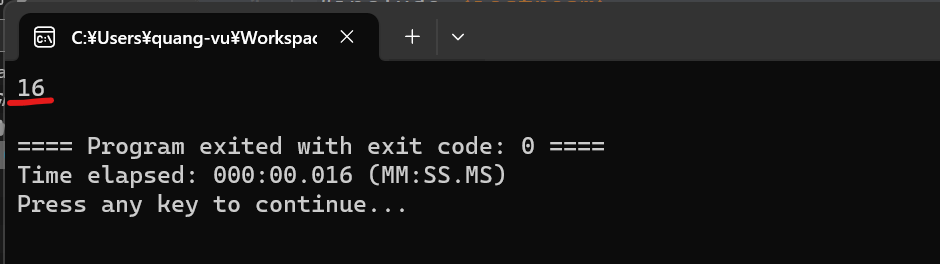 C:¥Users¥quang-vu¥Workspac
16
==== Program exited with exit code: 0 ====
Time elapsed: 000:00.016 (MM:SS.MS)
Press any key to continue...